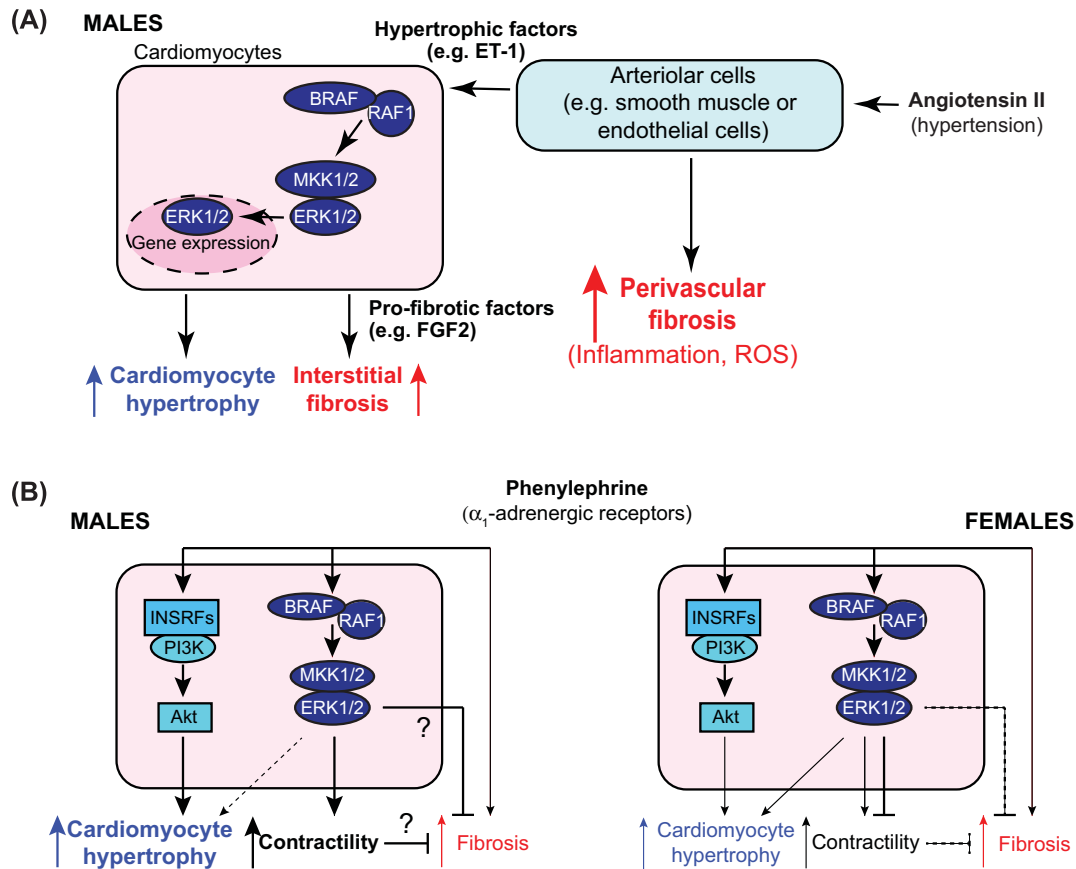 (A)
MALES
Cardiomyocytes
Hypertrophic factors
(e.g. ET-1)
Arteriolar cells
(e.g. smooth muscle or
endothelial cells)
Angiotensin II
(hypertension)
BRAF
RAF1
MKK1/2
ERK1/2
ERK1/2
Gene expression
Pro-fibrotic factors
(e.g. FGF2)
Perivascular
fibrosis
(Inflammation, ROS)
Cardiomyocyte
hypertrophy
Interstitial
fibrosis
(B)
MALES
Phenylephrine
(α₁-adrenergic receptors)
FEMALES
INSRFs
PI3K
Akt
BRAF
RAF1
MKK1/2
ERK1/2
?
Cardiomyocyte
hypertrophy
Contractility
?
Fibrosis
INSRFs
PI3K
Akt
BRAF
RAF1
MKK1/2
ERK1/2
Cardiomyocyte
hypertrophy
Contractility
Fibrosis